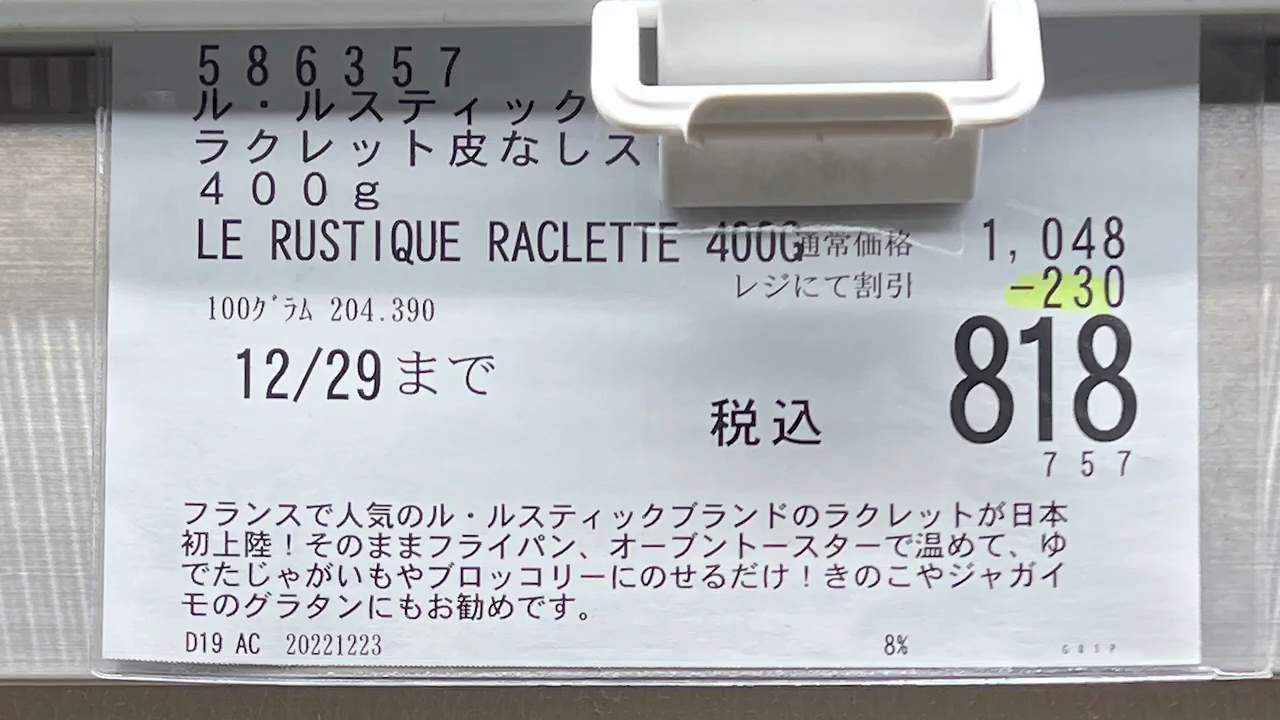 586357
ル・ルスティック
ラクレット皮なしス
400g
LE RUSTIQUE RACLETTE 400G
通常価格 1,048
レジにて割引 -230
100グラム 204.390
818
12/29まで
税込
757
フランスで人気のル・ルスティックブランドのラクレットが日本
初上陸!そのままフライパン、オーブントースターで温めて、ゆ
でたじゃがいもやブロッコリーにのせるだけ!きのこやジャガイ
モのグラタンにもお勧めです。
D19 AC 20221223 8%